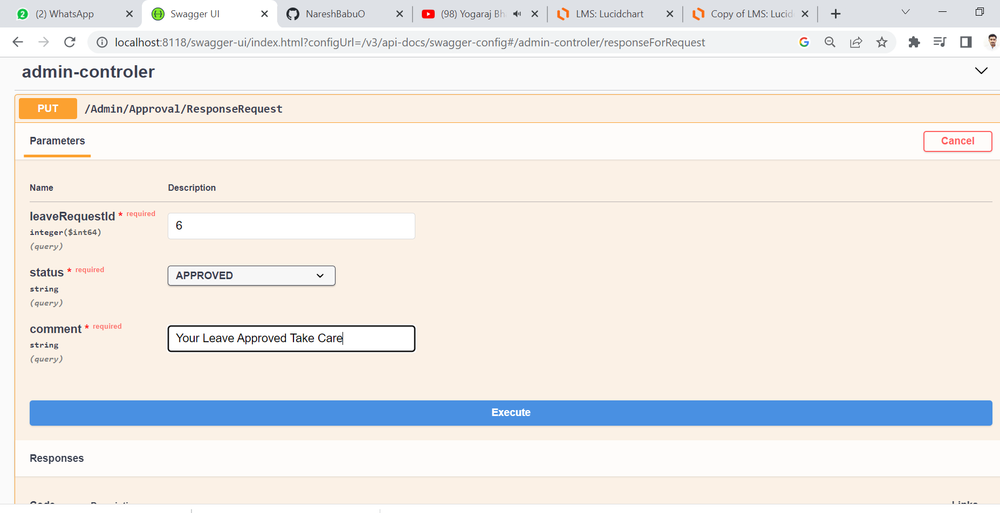 2 (2) WhatsApp
Swagger UI
NareshBabuO
(98) Yogaraj Bh
LMS: Lucidchart
Copy of LMS: Lucid
localhost:8118/swagger-ui/index.html?configUrl=/v3/api-docs/swagger-config#/admin-controler/responseForRequest
admin-controler
PUT /Admin/Approval/ResponseRequest
Parameters
Cancel
Name Description
leaveRequestId * required
integer($int64)
(query)
6
status * required
string
(query)
APPROVED
comment * required
string
(query)
Your Leave Approved Take Care
Execute
Responses